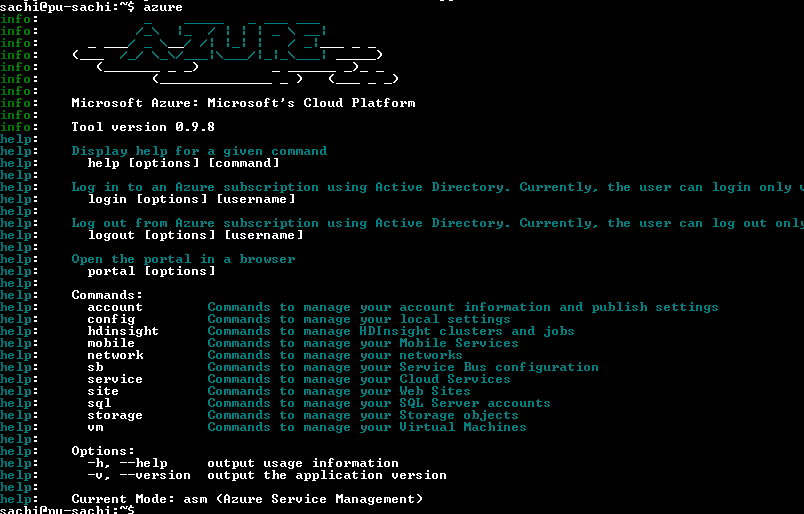 sachi@pu-sachi:~$ azure
info:
info:
info:
info: AZURE
info:
info:
info:
info: Microsoft Azure: Microsoft's Cloud Platform
info:
info: Tool version 0.9.8
help:
help: Display help for a given command
help: help [options] [command]
help:
help: Log in to an Azure subscription using Active Directory. Currently, the user can login only
help: login [options] [username]
help:
help: Log out from Azure subscription using Active Directory. Currently, the user can log out only
help: logout [options] [username]
help:
help: Open the portal in a browser
help: portal [options]
help:
help: Commands:
help: account Commands to manage your account information and publish settings
help: config Commands to manage your local settings
help: hdinsight Commands to manage HDInsight clusters and jobs
help: mobile Commands to manage your Mobile Services
help: network Commands to manage your networks
help: sb Commands to manage your Service Bus configuration
help: service Commands to manage your Cloud Services
help: site Commands to manage your Web Sites
help: sql Commands to manage your SQL Server accounts
help: storage Commands to manage your Storage objects
help: vm Commands to manage your Virtual Machines
help:
help: Options:
help: -h, --help output usage information
help: -v, --version output the application version
help:
help: Current Mode: asm (Azure Service Management)
sachi@pu-sachi:~$